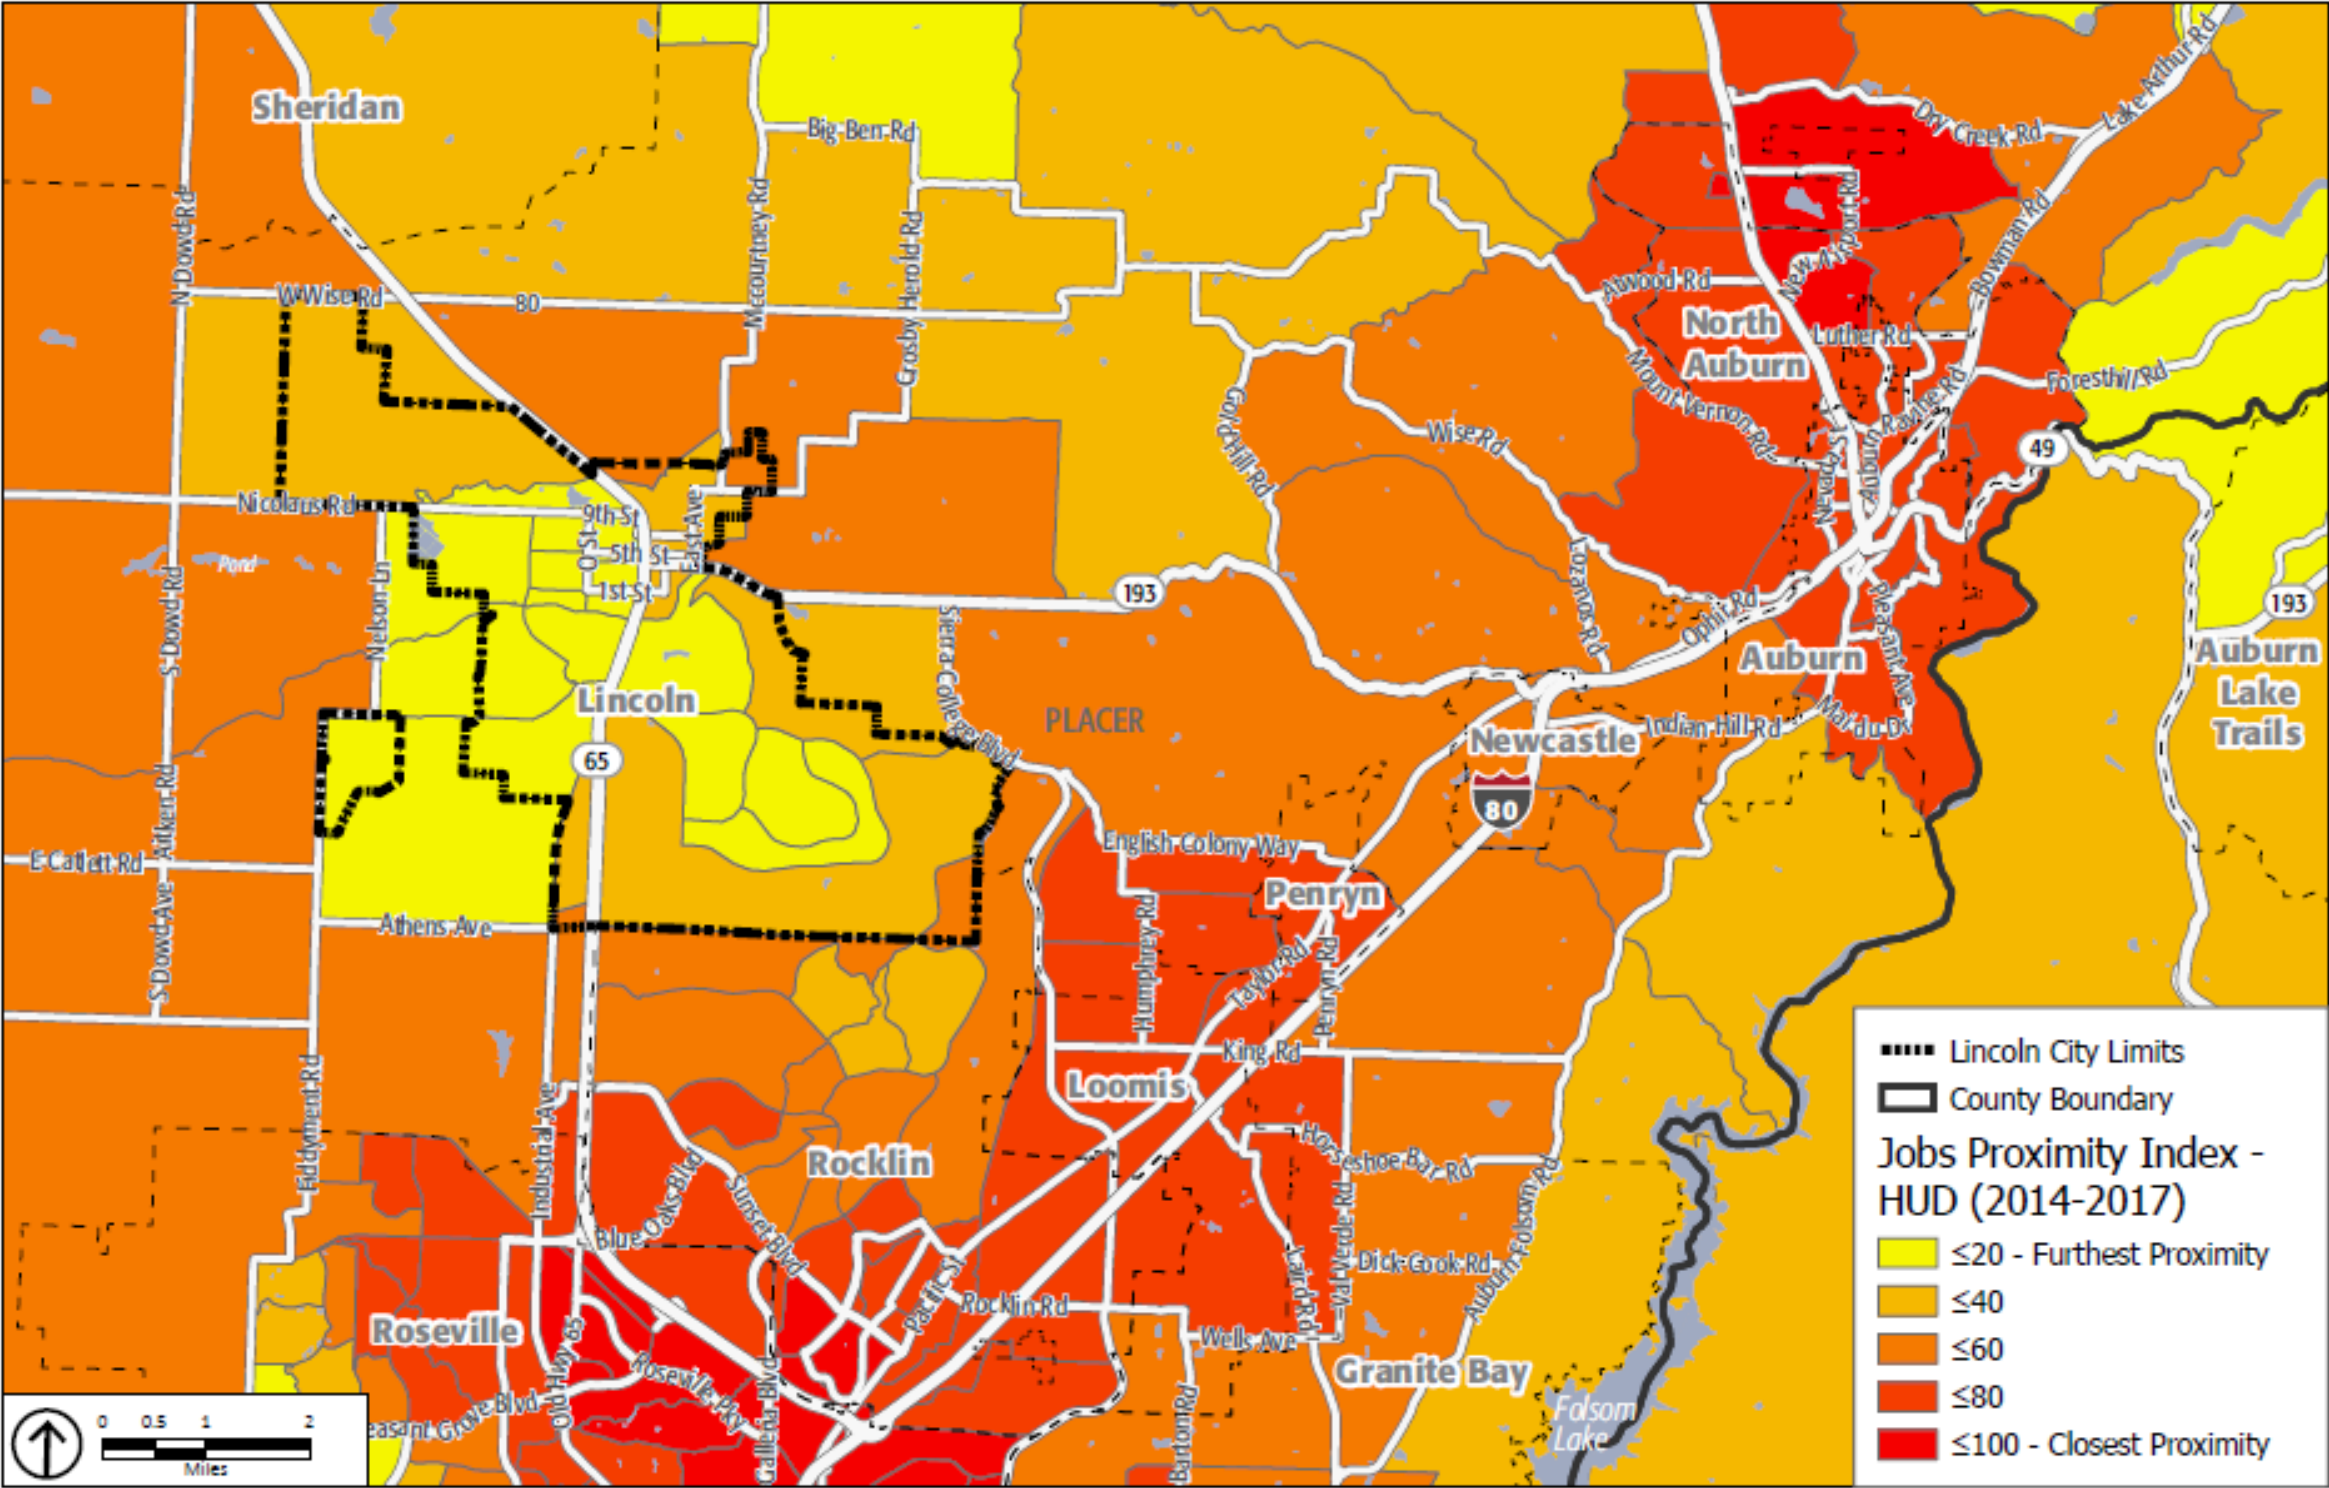 Sheridan
Big Ben Rd
Dry Creek Rd
Lake Arthur Rd
N Dowd Rd
Mccourtney Rd
Crosby Herold Rd
New Airport Rd
Bowman Rd
W Wise Rd
80
Atwood Rd
North
Auburn
Luther Rd
Mount Vernon Rd
Foresthill Rd
Gold Hill Rd
Wise Rd
Nevada St
Auburn Ravine Rd
49
Nicolaus Rd
9th St
O St
5th St
East Ave
1st St
Pond
S Dowd Rd
Nelson Ln
193
Lozanos Rd
Ophir Rd
Pleasant Ave
193
Auburn
Auburn
Lake
Trails
Lincoln
Sierra College Blvd
PLACER
Newcastle
Indian Hill Rd
Maidu Dr
65
80
S Dowd Ave
Aitken Rd
E Catlett Rd
English Colony Way
Penryn
Athens Ave
Humphrey Rd
Taylor Rd
Penryn Rd
King Rd
Loomis
Fiddyment Rd
Industrial Ave
Rocklin
Horseshoe Bar Rd
Blue Oaks Blvd
Sunset Blvd
Val Verde Rd
Laird Rd
Dick Cook Rd
Auburn Folsom Rd
Pacific St
Rocklin Rd
Wells Ave
Roseville
Old Hwy 65
Roseville Pky
Galleria Blvd
Barton Rd
Granite Bay
easant Grove Blvd
Folsom
Lake
0 0.5 1 2
Miles
Lincoln City Limits
County Boundary
Jobs Proximity Index -
HUD (2014-2017)
≤20 - Furthest Proximity
≤40
≤60
≤80
≤100 - Closest Proximity